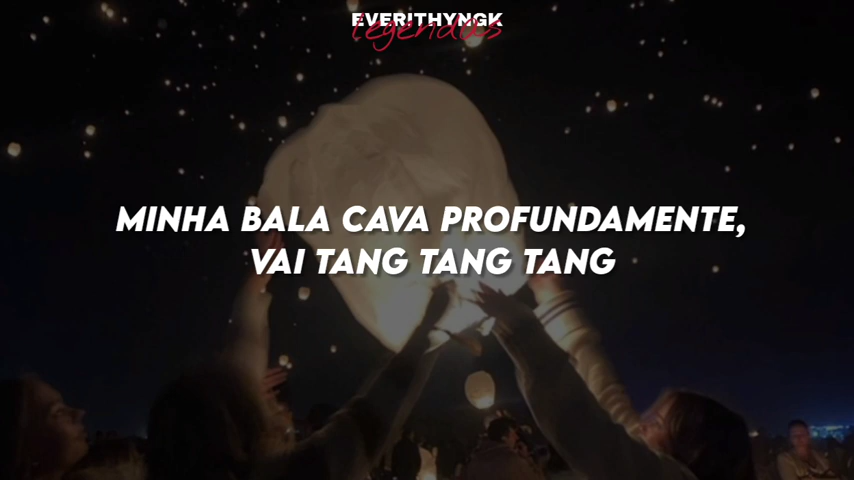 EVERITHYNGK
legendas
MINHA BALA CAVA PROFUNDAMENTE,
VAI TANG TANG TANG